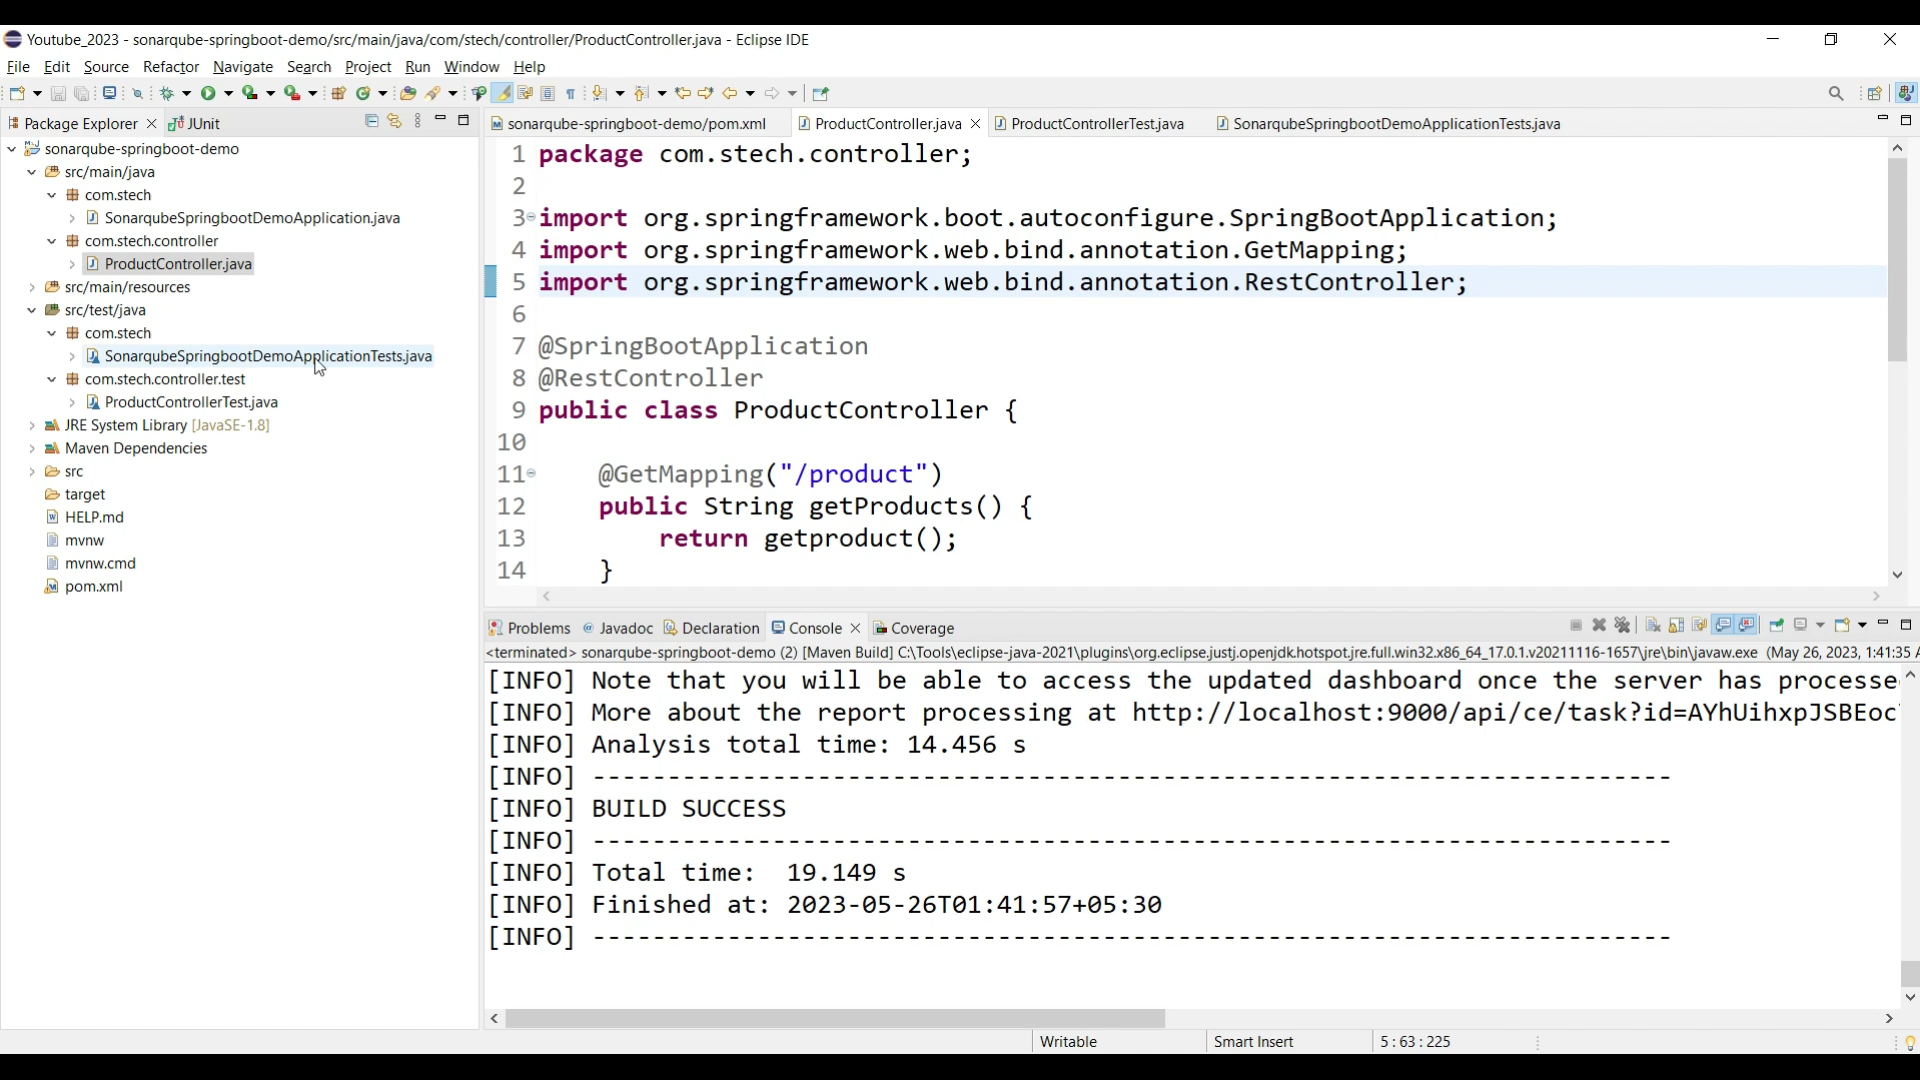 Youtube_2023 - sonarqube-springboot-demo/src/main/java/com/stech/controller/ProductController.java - Eclipse IDE
File Edit Source Refactor Navigate Search Project Run Window Help
Package Explorer JUnit
sonarqube-springboot-demo
src/main/java
com.stech
SonarqubeSpringbootDemoApplication.java
com.stech.controller
ProductController.java
src/main/resources
src/test/java
com.stech
SonarqubeSpringbootDemoApplicationTests.java
com.stech.controller.test
ProductControllerTest.java
JRE System Library [JavaSE-1.8]
Maven Dependencies
src
target
HELP.md
mvnw
mvnw.cmd
pom.xml
sonarqube-springboot-demo/pom.xml ProductController.java ProductControllerTest.java SonarqubeSpringbootDemoApplicationTests.java
1 package com.stech.controller;
2
3 import org.springframework.boot.autoconfigure.SpringBootApplication;
4 import org.springframework.web.bind.annotation.GetMapping;
5 import org.springframework.web.bind.annotation.RestController;
6
7 @SpringBootApplication
8 @RestController
9 public class ProductController {
10
11 @GetMapping("/product")
12 public String getProducts() {
13 return getproduct();
14 }
Problems Javadoc Declaration Console Coverage
<terminated> sonarqube-springboot-demo (2) [Maven Build] C:\Tools\eclipse-java-2021\plugins\org.eclipse.justj.openjdk.hotspot.jre.full.win32.x86_64_17.0.1.v20211116-1657\jre\bin\javaw.exe (May 26, 2023, 1:41:35 A
[INFO] Note that you will be able to access the updated dashboard once the server has processe
[INFO] More about the report processing at http://localhost:9000/api/ce/task?id=AYhUihxpJSBEoc
[INFO] Analysis total time: 14.456 s
[INFO] ------------------------------------------------------------------------
[INFO] BUILD SUCCESS
[INFO] ------------------------------------------------------------------------
[INFO] Total time: 19.149 s
[INFO] Finished at: 2023-05-26T01:41:57+05:30
[INFO] ------------------------------------------------------------------------
Writable Smart Insert 5 : 63 : 225